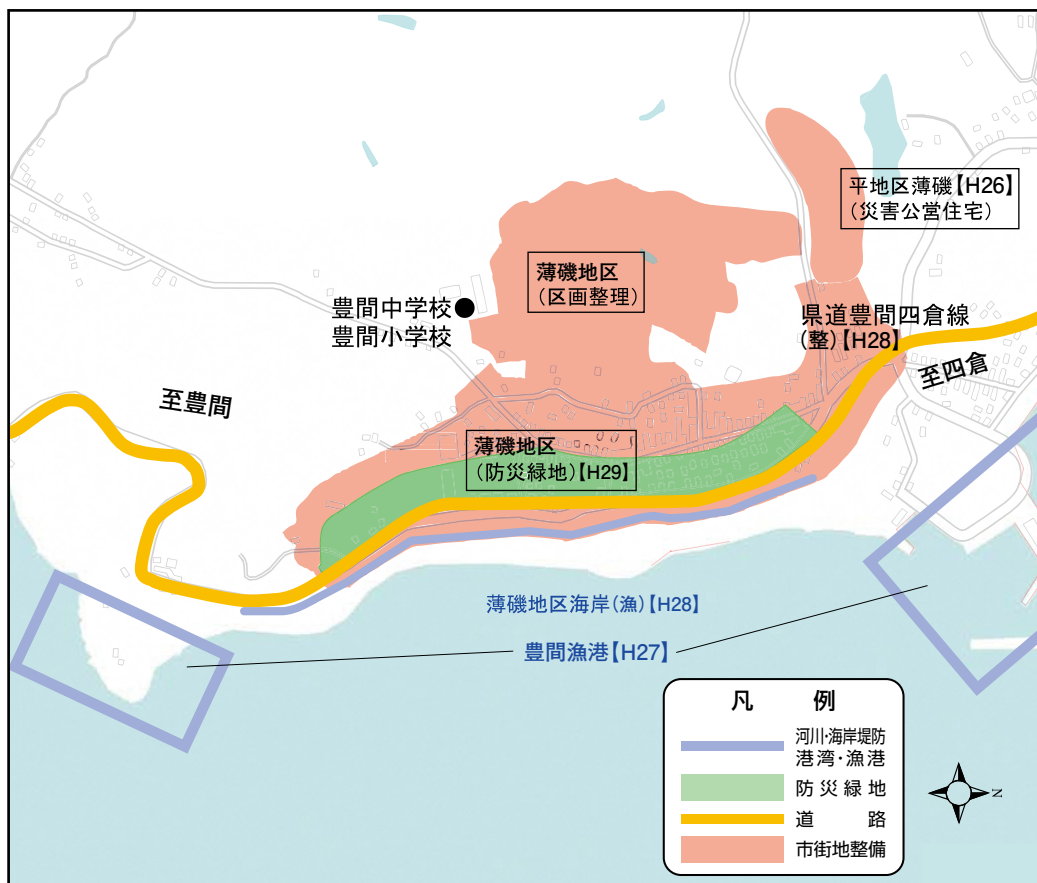 平地区薄磯【H26】
(災害公営住宅)
薄磯地区
(区画整理)
豊間中学校
豊間小学校
県道豊間四倉線
(整)【H28】
至四倉
至豊間
薄磯地区
(防災緑地)【H29】
薄磯地区海岸(漁)【H28】
豊間漁港【H27】
凡 例
河川・海岸堤防
港湾・漁港
防災緑地
道 路
市街地整備
N